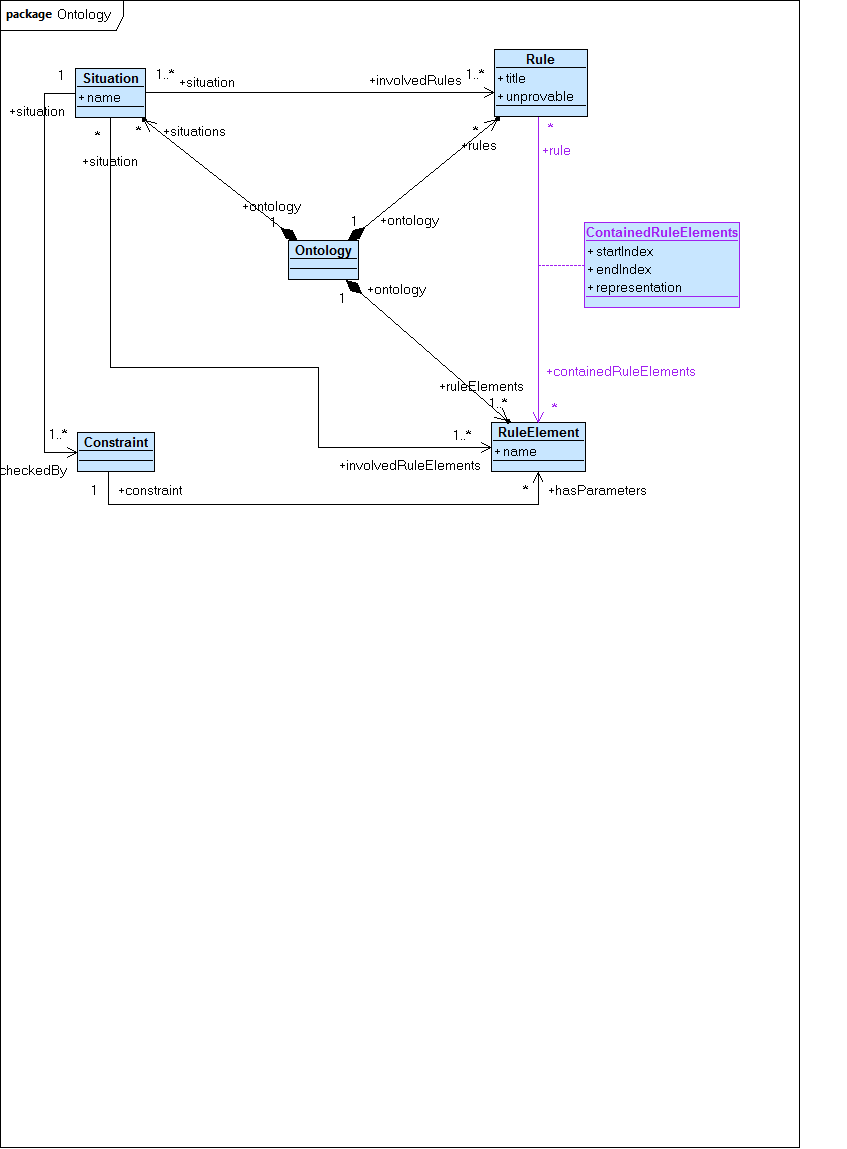 package Ontology
Situation
+ name
1
+situation
1..*
+situation
+involvedRules
1..*
Rule
+ title
+ unprovable
*
+situation
*
+situations
*
+rules
*
+rule
+ontology
1
1
+ontology
Ontology
1
+ontology
ContainedRuleElements
+ startIndex
+ endIndex
+ representation
+containedRuleElements
*
+ruleElements
1..*
RuleElement
+ name
1..*
+involvedRuleElements
1..*
checkedBy
Constraint
1
+constraint
*
+hasParameters